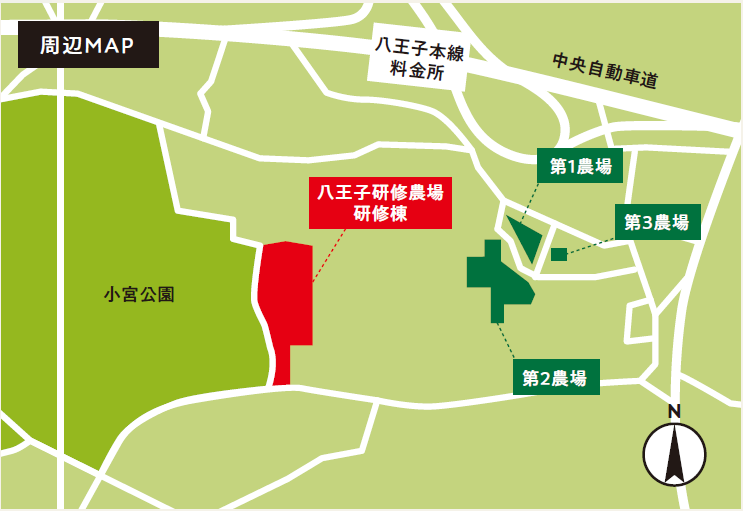 周辺MAP
八王子本線
料金所
中央自動車道
第1農場
八王子研修農場
研修棟
第3農場
小宮公園
第2農場
N